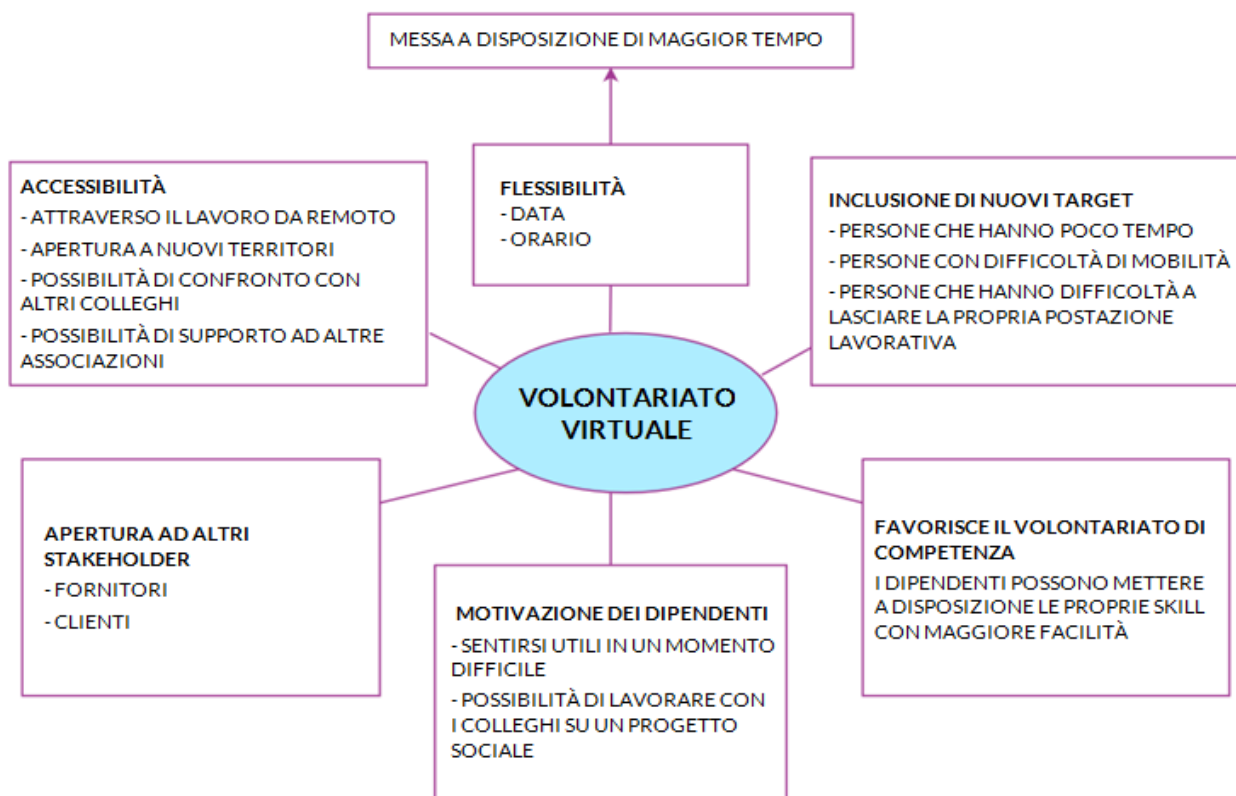 MESSA A DISPOSIZIONE DI MAGGIOR TEMPO
ACCESSIBILITÀ
- ATTRAVERSO IL LAVORO DA REMOTO
- APERTURA A NUOVI TERRITORI
- POSSIBILITÀ DI CONFRONTO CON
ALTRI COLLEGHI
- POSSIBILITÀ DI SUPPORTO AD ALTRE
ASSOCIAZIONI
FLESSIBILITÀ
- DATA
- ORARIO
INCLUSIONE DI NUOVI TARGET
- PERSONE CHE HANNO POCO TEMPO
- PERSONE CON DIFFICOLTÀ DI MOBILITÀ
- PERSONE CHE HANNO DIFFICOLTÀ A
LASCIARE LA PROPRIA POSTAZIONE
LAVORATIVA
VOLONTARIATO
VIRTUALE
APERTURA AD ALTRI
STAKEHOLDER
- FORNITORI
- CLIENTI
MOTIVAZIONE DEI DIPENDENTI
- SENTIRSI UTILI IN UN MOMENTO
DIFFICILE
- POSSIBILITÀ DI LAVORARE CON
I COLLEGHI SU UN PROGETTO
SOCIALE
FAVORISCE IL VOLONTARIATO DI
COMPETENZA
I DIPENDENTI POSSONO METTERE
A DISPOSIZIONE LE PROPRIE SKILL
CON MAGGIORE FACILITÀ